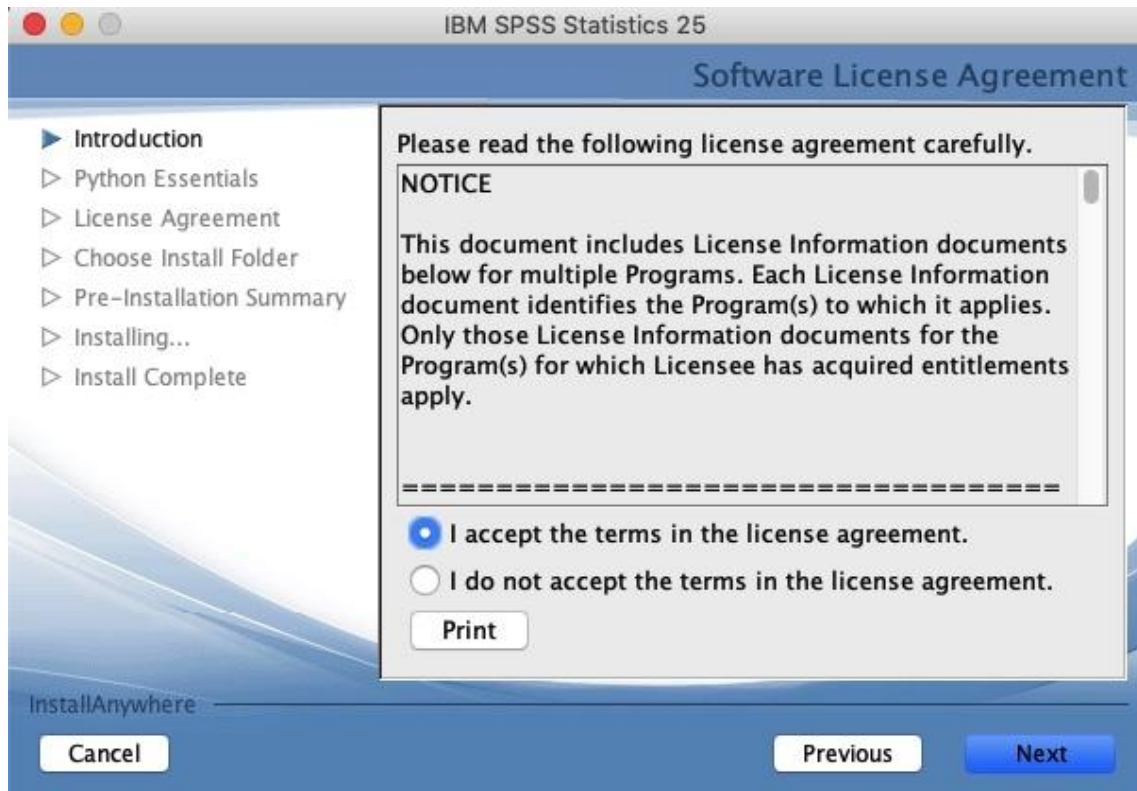 IBM SPSS Statistics 25
Software License Agreement
Introduction
Python Essentials
License Agreement
Choose Install Folder
Pre-Installation Summary
Installing...
Install Complete
Please read the following license agreement carefully.
NOTICE
This document includes License Information documents
below for multiple Programs. Each License Information
document identifies the Program(s) to which it applies.
Only those License Information documents for the
Program(s) for which Licensee has acquired entitlements
apply.
===================================
I accept the terms in the license agreement.
I do not accept the terms in the license agreement.
Print
InstallAnywhere
Cancel
Previous
Next